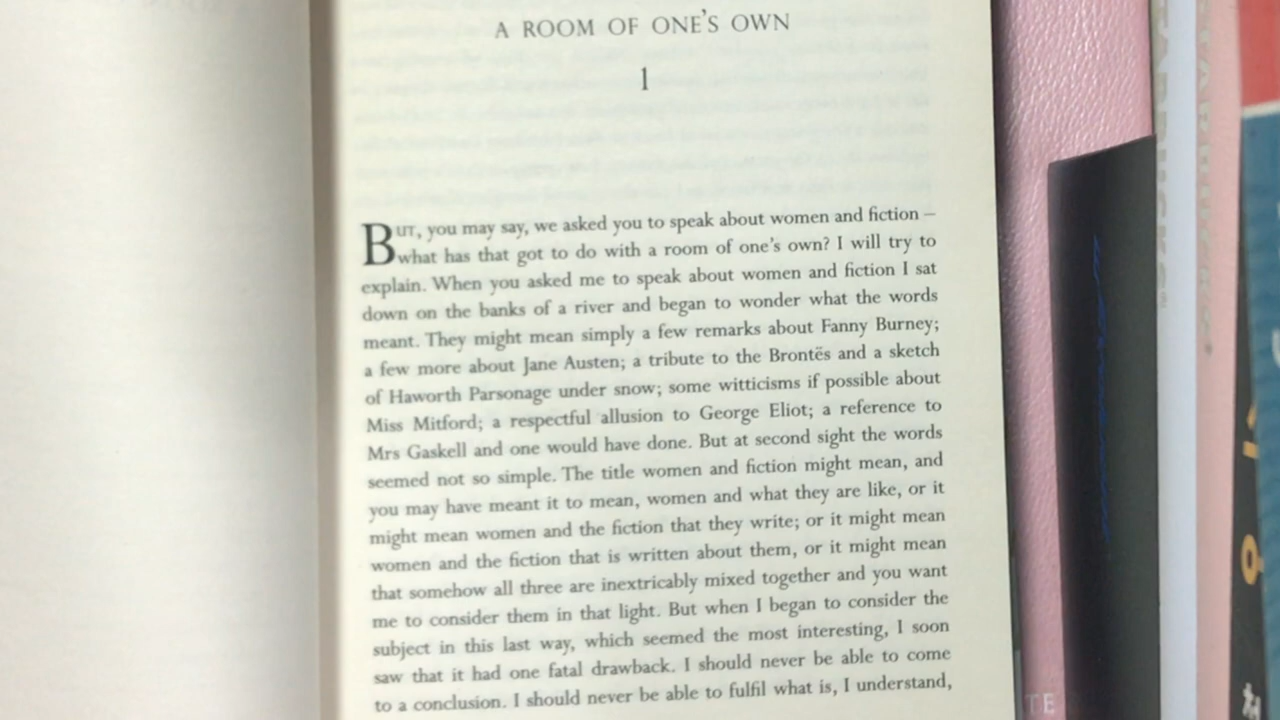 A ROOM OF ONE'S OWN
1
BUT, you may say, we asked you to speak about women and fiction –
what has that got to do with a room of one's own? I will try to
explain. When you asked me to speak about women and fiction I sat
down on the banks of a river and began to wonder what the words
meant. They might mean simply a few remarks about Fanny Burney;
a few more about Jane Austen; a tribute to the Brontës and a sketch
of Haworth Parsonage under snow; some witticisms if possible about
Miss Mitford; a respectful allusion to George Eliot; a reference to
Mrs Gaskell and one would have done. But at second sight the words
seemed not so simple. The title women and fiction might mean, and
you may have meant it to mean, women and what they are like, or it
might mean women and the fiction that they write; or it might mean
women and the fiction that is written about them, or it might mean
that somehow all three are inextricably mixed together and you want
me to consider them in that light. But when I began to consider the
subject in this last way, which seemed the most interesting, I soon
saw that it had one fatal drawback. I should never be able to come
to a conclusion. I should never be able to fulfil what is, I understand,